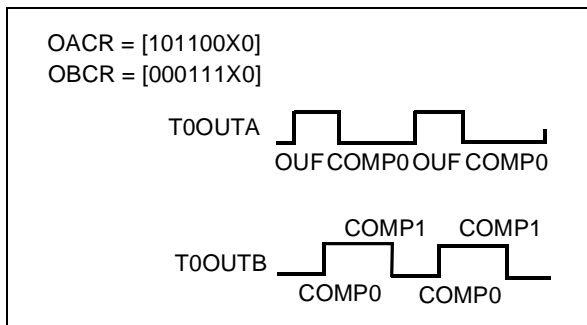 OACR = [101100X0]
OBCR = [000111X0]
T0OUTA
OUF COMP0 OUF COMP0
COMP1 COMP1
T0OUTB
COMP0 COMP0